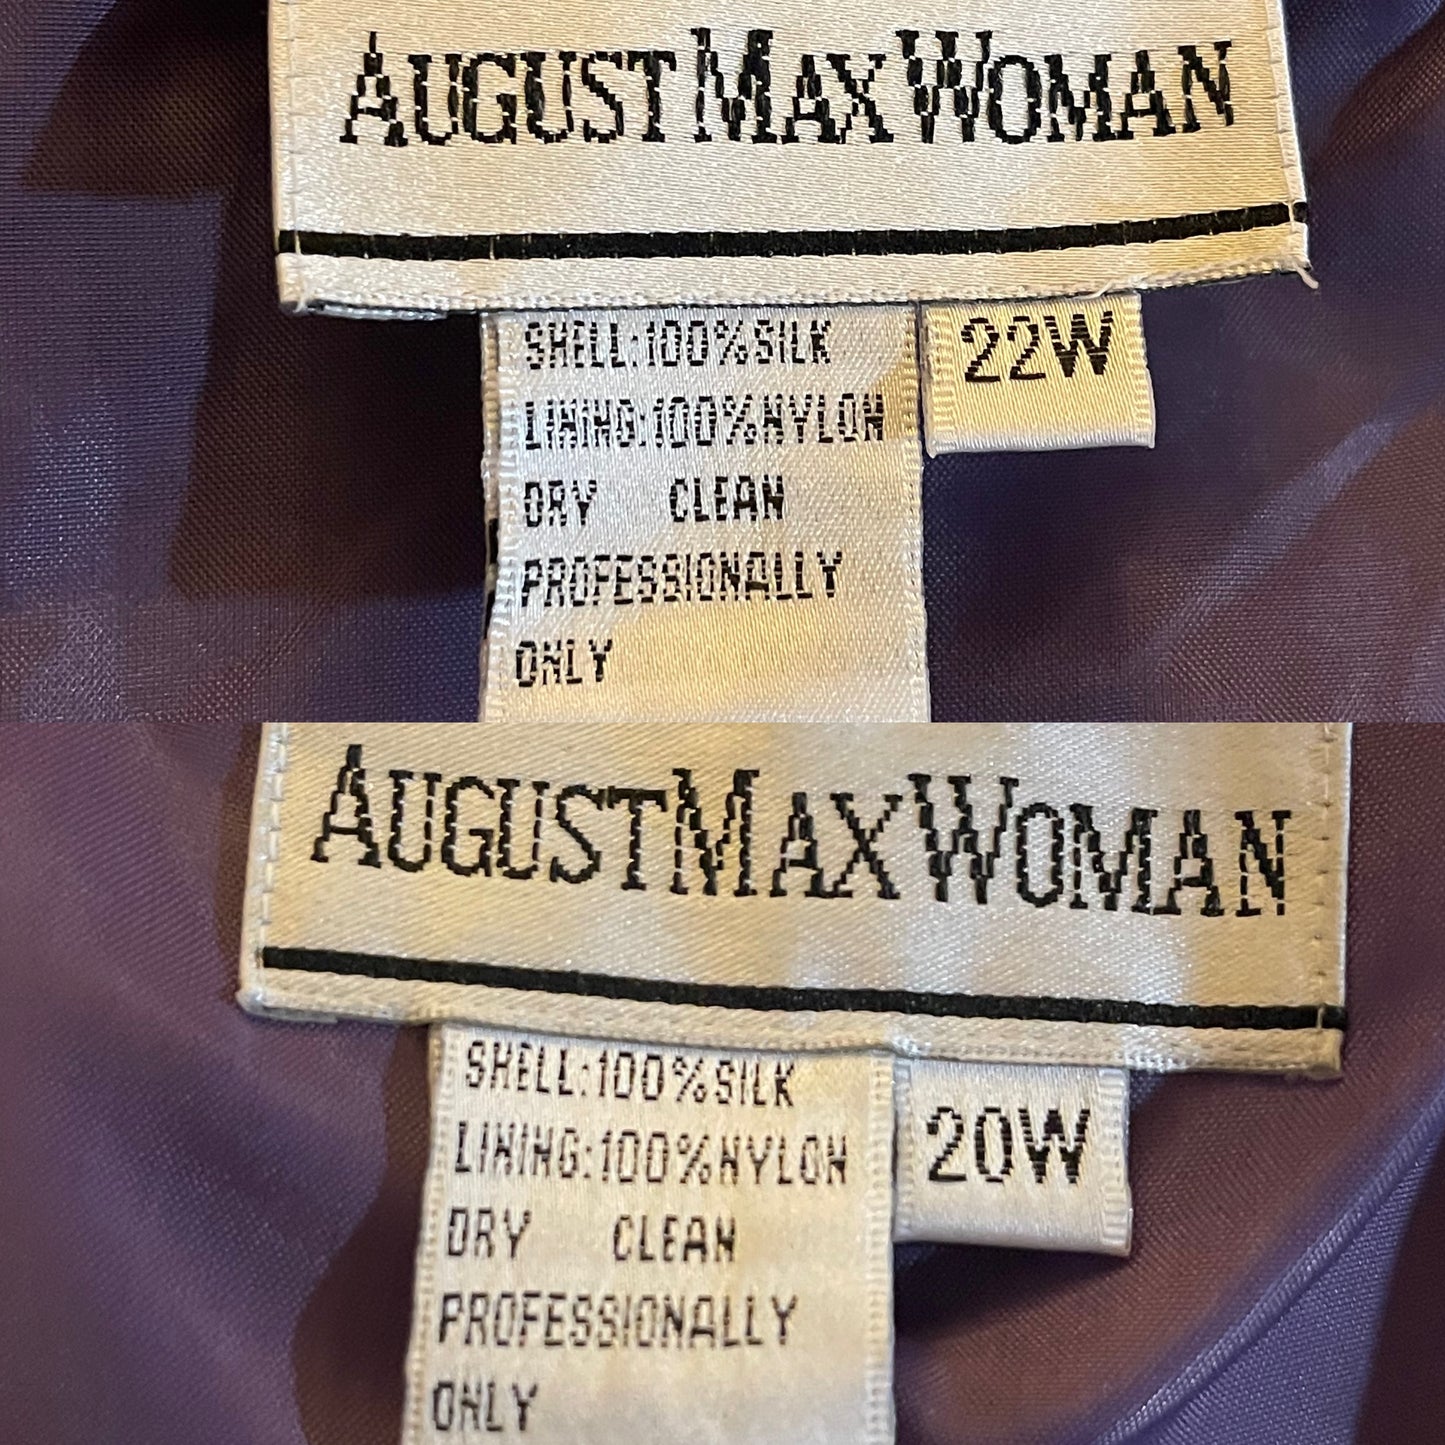 AUGUST MAX WOMAN
SHELL:100%SILK
22W
LINING:100%NYLON
DRY CLEAN
PROFESSIONALLY
ONLY
AUGUST MAX WOMAN
SHELL:100%SILK
20W
LINING:100%NYLON
DRY CLEAN
PROFESSIONALLY
ONLY